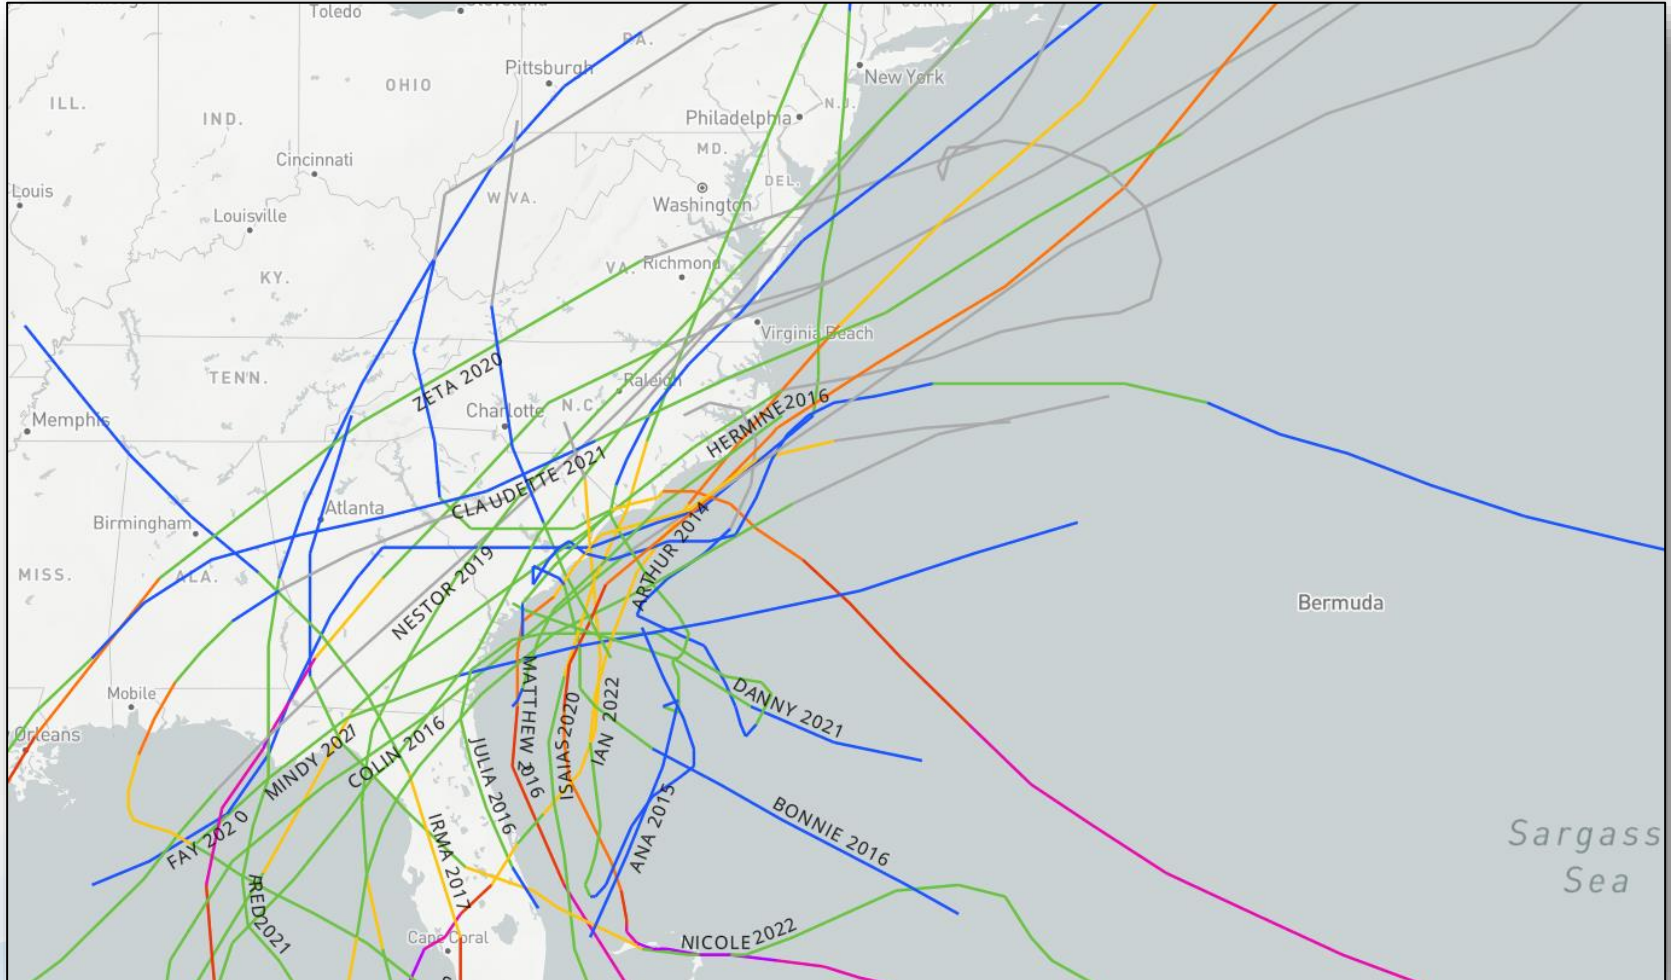 Toledo
Cleveland
CONN.
PA.
Pittsburgh
New York
OHIO
ILL.
N.J.
IND.
Philadelphia
MD.
Cincinnati
DEL.
Louis
W.VA.
Washington
Louisville
KY.
VA.
Richmond
Virginia Beach
ZETA 2020
TENN.
Raleigh
HERMINE 2016
N.C.
Charlotte
Memphis
CLAUDETTE 2021
Atlanta
Birmingham
ARTHUR 2014
MISS.
ALA.
NESTOR 2019
Bermuda
MATTHEW 2016
Mobile
IAN 2022
ISAIAS 2020
DANNY 2021
Orleans
MINDY 2021
COLIN 2016
JULIA 2016
ANA 2015
BONNIE 2016
FAY 2020
IRMA 2017
Sargass
Sea
FRED 2021
Cape Coral
NICOLE 2022